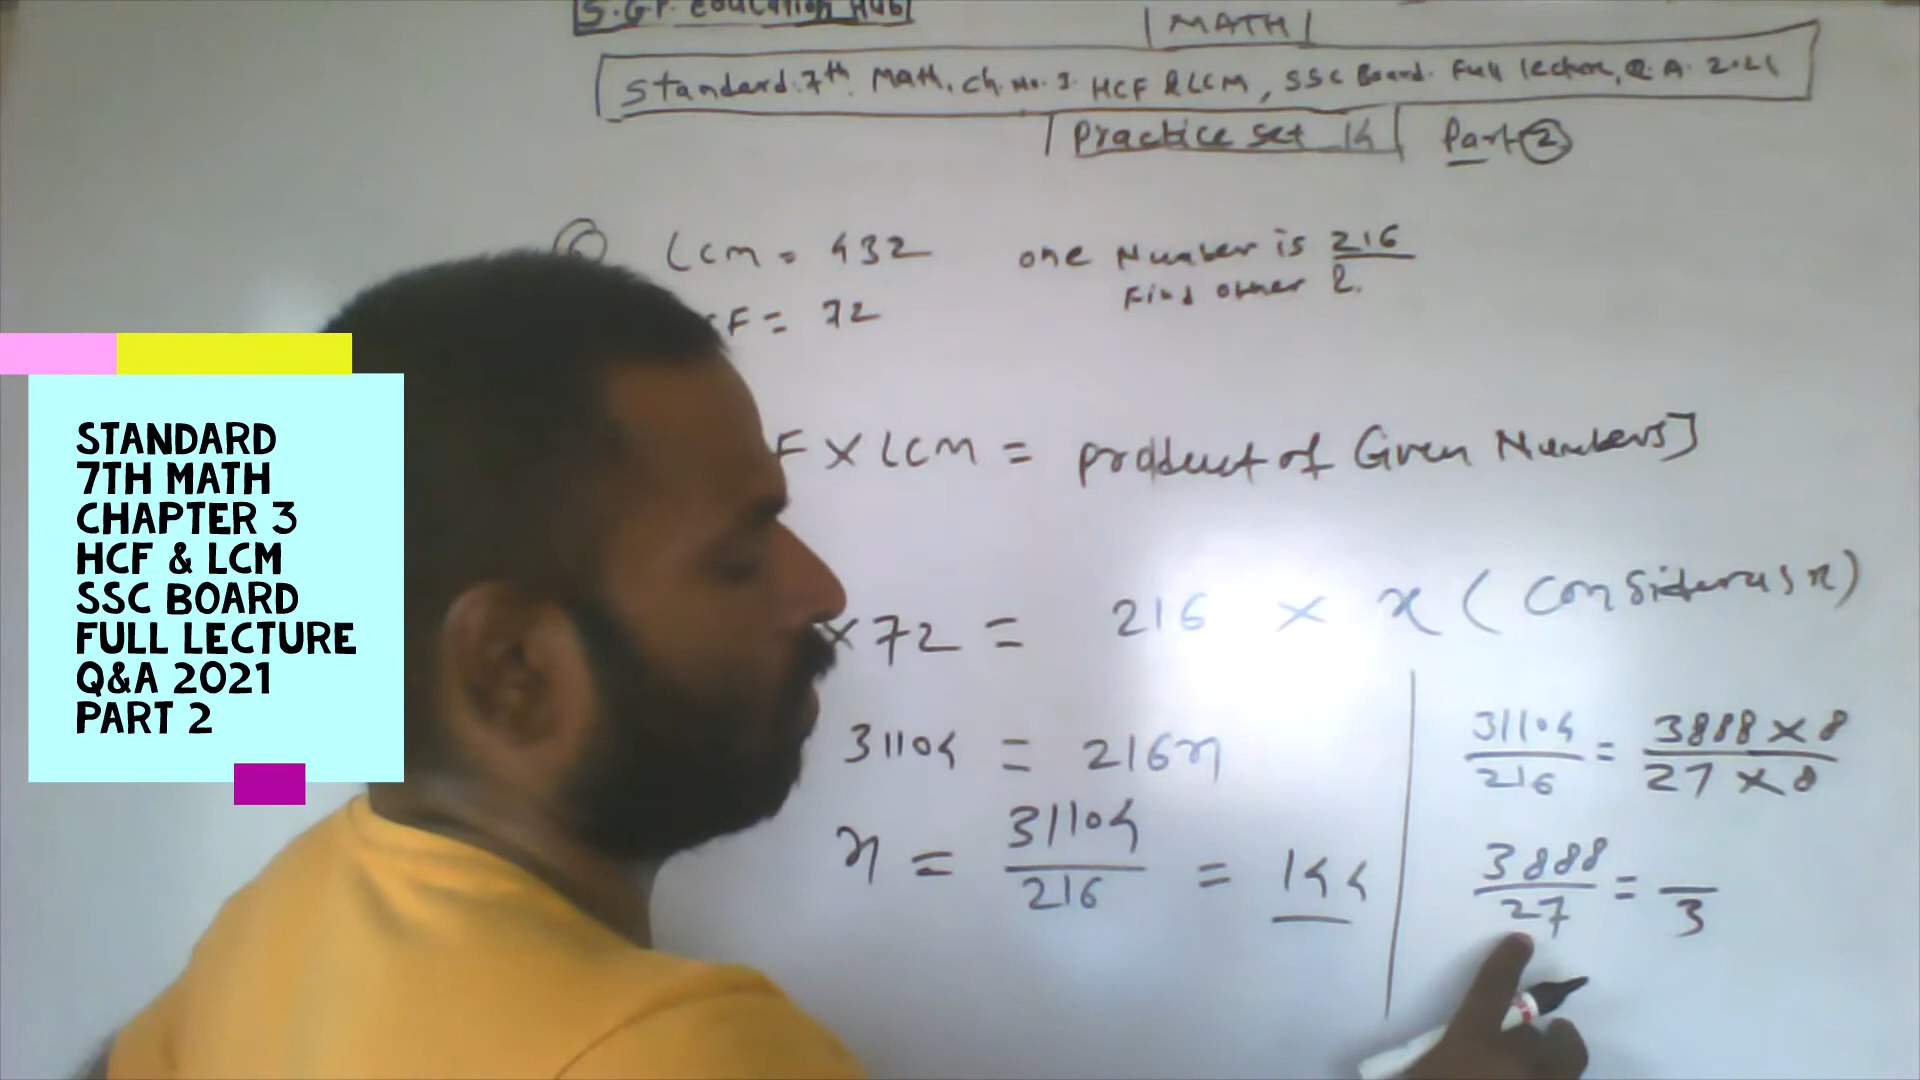 S.GP. Education Hub
MATH
Standard. 7th. Math. Ch. No. 3. HCF & LCM, SSC Board. Full lecture, Q. A. 2021
Practice set 14 Part 2
LCM = 432 one Number is 216
F = 72 Find other 2.
F X LCM = product of Given Numbers]
X 72 = 216 X x (Consider as x)
31104 = 216x
x = 31104 / 216 = 144
31104 / 216 = 3888 X 8 / 27 X 8
3888 / 27 = / 3
STANDARD
7TH MATH
CHAPTER 3
HCF & LCM
SSC BOARD
FULL LECTURE
Q&A 2021
PART 2